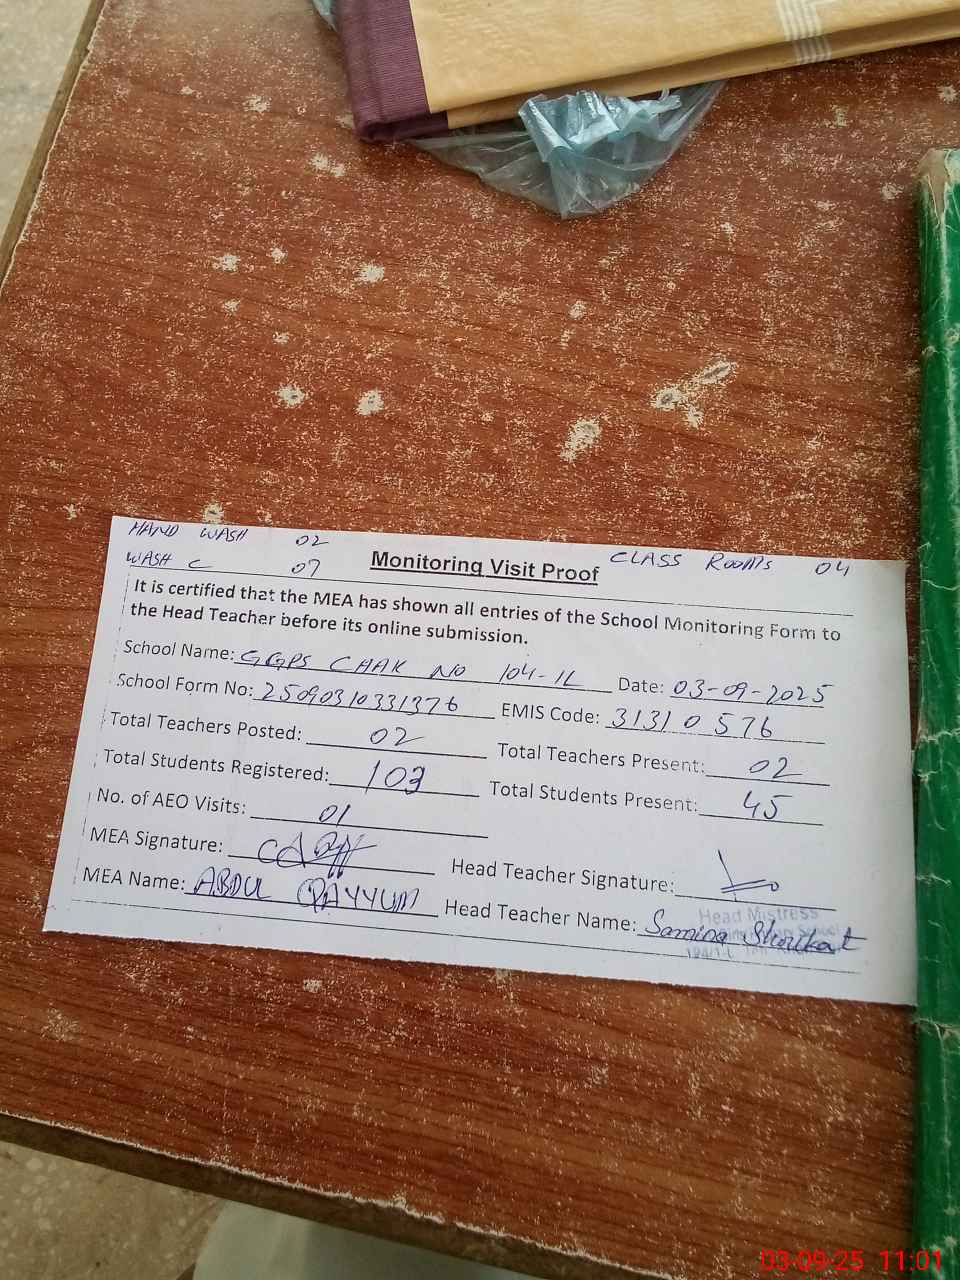 HAND WASH 02
WASH C 07
CLASS ROOMS 04
Monitoring Visit Proof
It is certified that the MEA has shown all entries of the School Monitoring Form to
the Head Teacher before its online submission.
School Name: GGPS CHAK NO 104-1L Date: 03-09-2025
School Form No: 25090310331376 EMIS Code: 31310576
Total Teachers Posted: 02 Total Teachers Present: 02
Total Students Registered: 103 Total Students Present: 45
No. of AEO Visits: 01
MEA Signature: Head Teacher Signature:
MEA Name: ABDUL QAYYUM Head Teacher Name: Samina Shoukat
Head Mistress
03-09-25 11:01